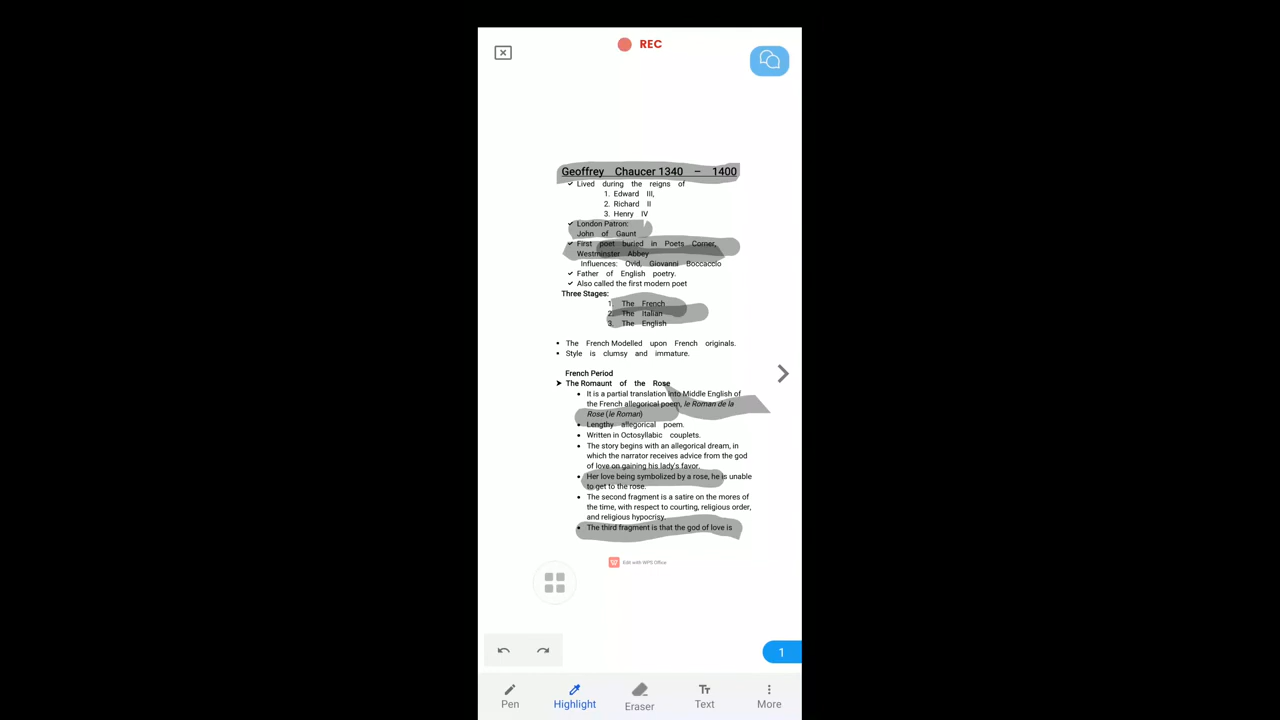 REC
Geoffrey Chaucer 1340 – 1400
✓ Lived during the reigns of
1. Edward III,
2. Richard II
3. Henry IV
✓ London Patron:
John of Gaunt
✓ First poet buried in Poets Corner,
Westminster Abbey
Influences: Ovid, Giovanni Boccaccio
✓ Father of English poetry.
✓ Also called the first modern poet
Three Stages:
1. The French
2. The Italian
3. The English
• The French Modelled upon French originals.
• Style is clumsy and immature.
French Period
➤ The Romaunt of the Rose
• It is a partial translation into Middle English of
the French allegorical poem, le Roman de la
Rose (le Roman)
• Lengthy allegorical poem.
• Written in Octosyllabic couplets.
• The story begins with an allegorical dream, in
which the narrator receives advice from the god
of love on gaining his lady's favor.
• Her love being symbolized by a rose, he is unable
to get to the rose.
• The second fragment is a satire on the mores of
the time, with respect to courting, religious order,
and religious hypocrisy.
• The third fragment is that the god of love is
Edit with WPS Office
1
Pen Highlight Eraser Text More